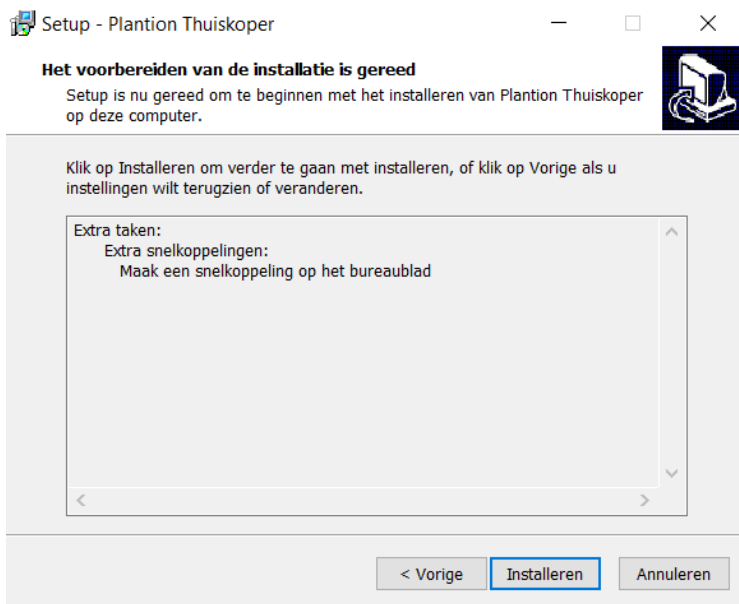 Setup - Plantion Thuiskoper
Het voorbereiden van de installatie is gereed
Setup is nu gereed om te beginnen met het installeren van Plantion Thuiskoper
op deze computer.
Klik op Installeren om verder te gaan met installeren, of klik op Vorige als u
instellingen wilt terugzien of veranderen.
Extra taken:
Extra snelkoppelingen:
Maak een snelkoppeling op het bureaublad
< Vorige
Installeren
Annuleren